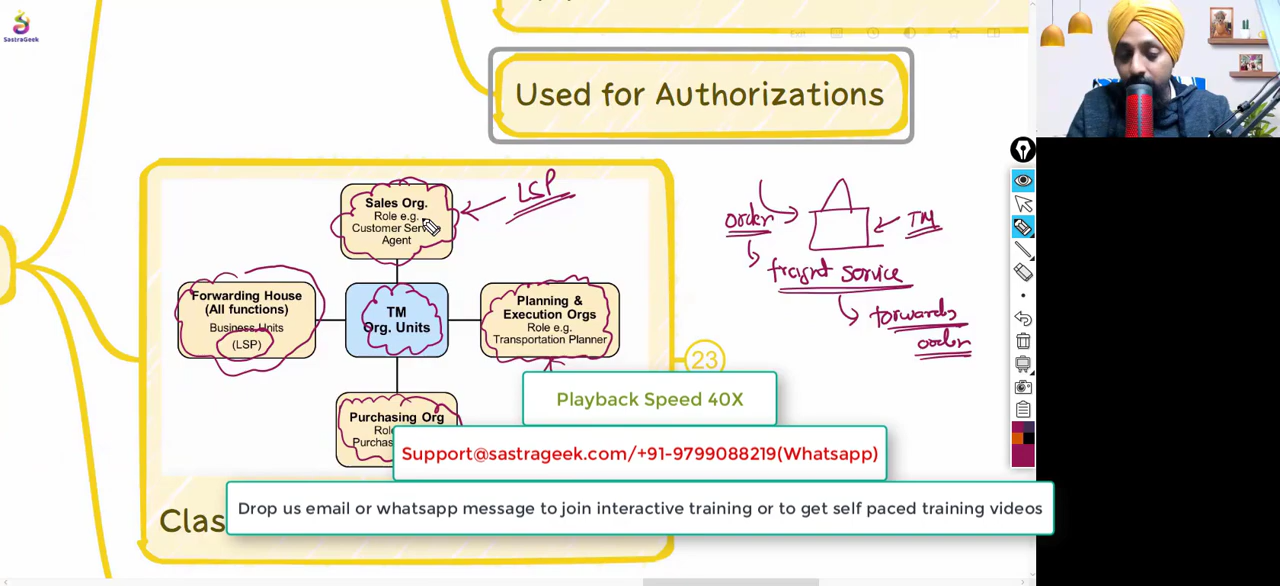 SastraGeek
Used for Authorizations
Sales Org.
Role e.g.
Customer Service
Agent
LSP
order
TM
freight service
forwards
order
Forwarding House
(All functions)
Business Units
(LSP)
TM
Org. Units
Planning &
Execution Orgs
Role e.g.
Transportation Planner
23
Purchasing Org
Playback Speed 40X
Support@sastrageek.com/+91-9799088219(Whatsapp)
Drop us email or whatsapp message to join interactive training or to get self paced training videos
Clas